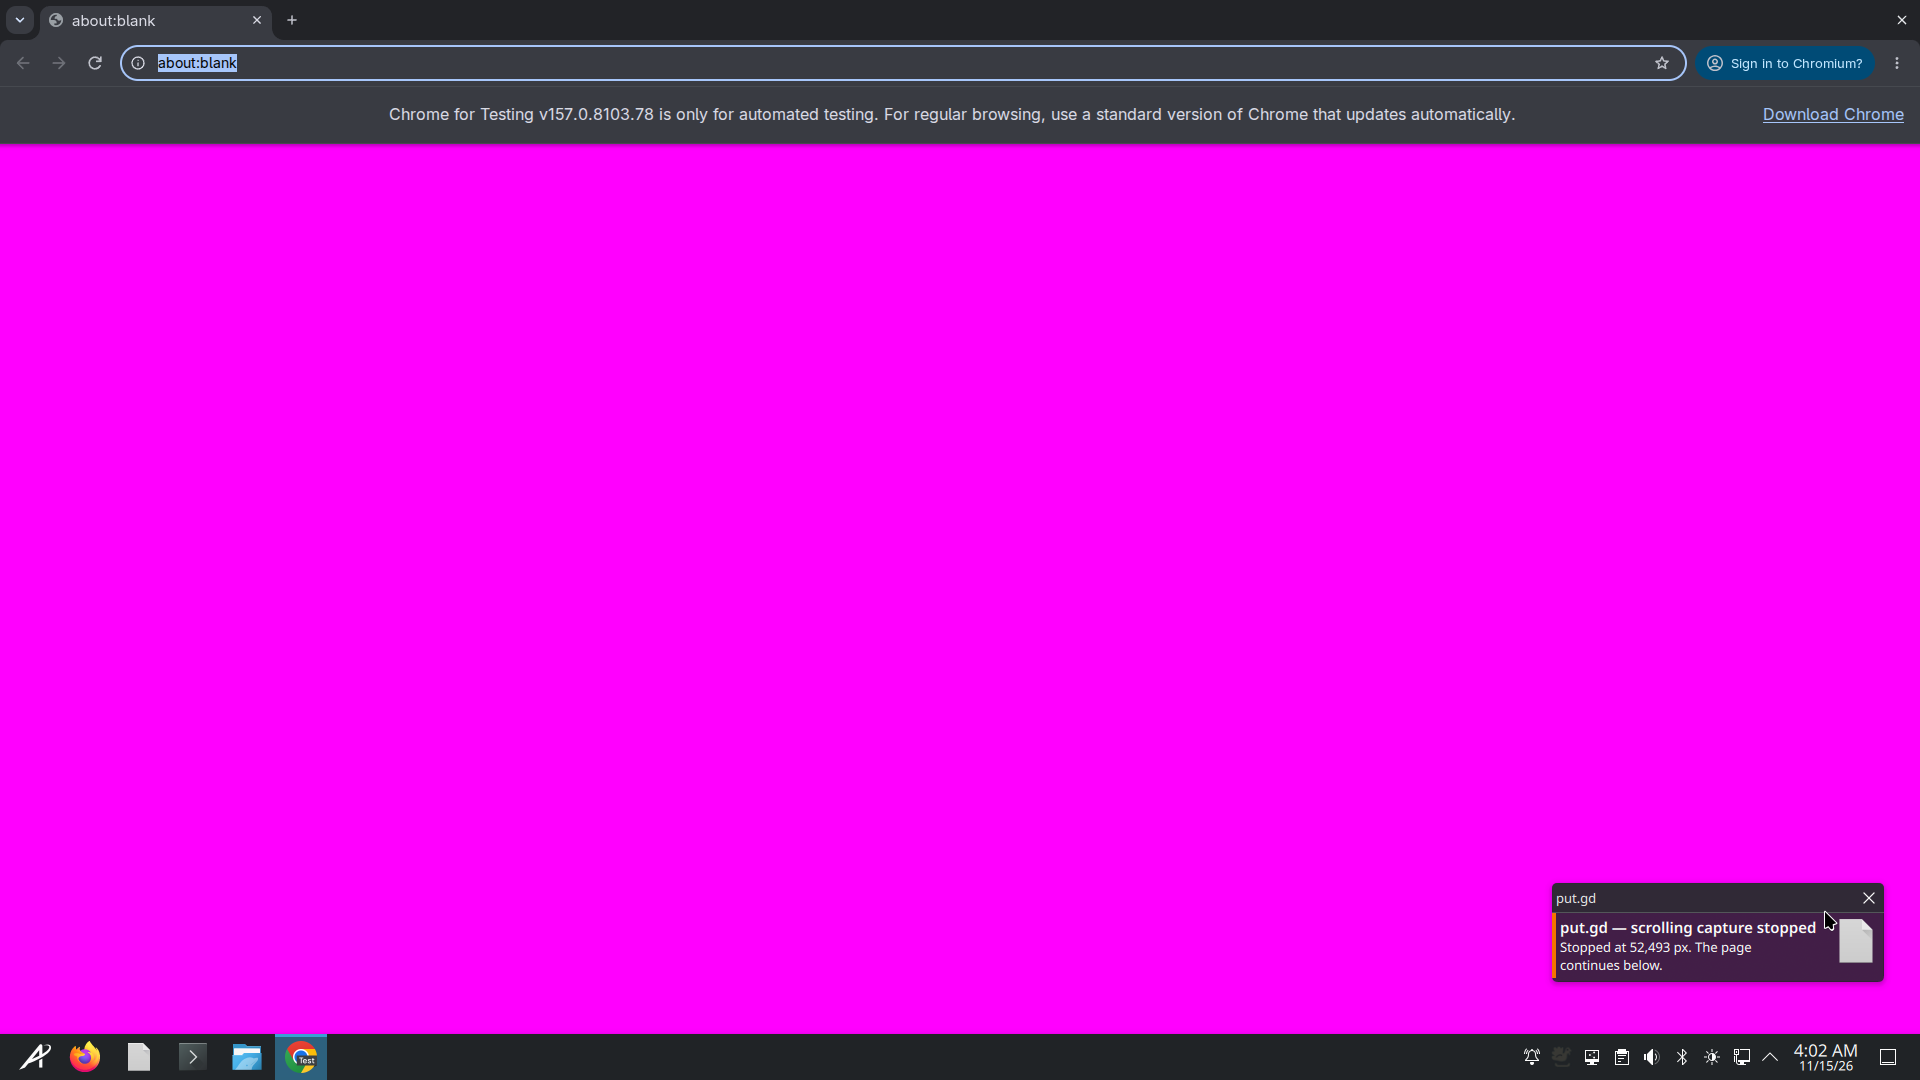 about:blank
about:blank
Sign in to Chromium?
Chrome for Testing v157.0.8103.78 is only for automated testing. For regular browsing, use a standard version of Chrome that updates automatically.
Download Chrome
put.gd
put.gd — scrolling capture stopped
Stopped at 52,493 px. The page
continues below.
Test
4:02 AM
11/15/26